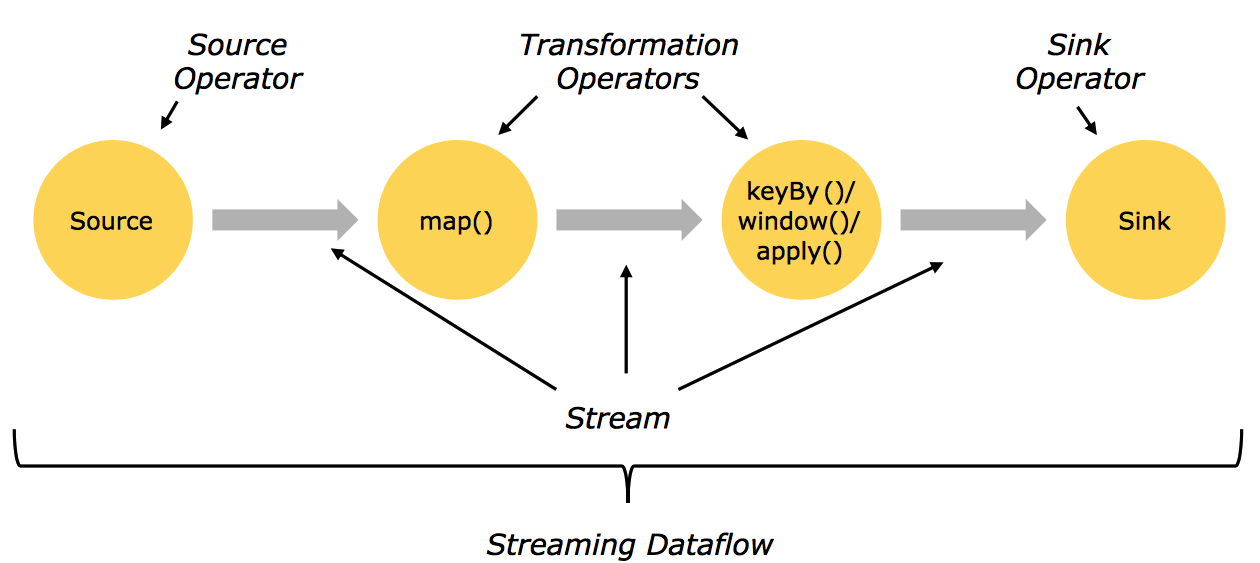 Source
Operator
Transformation
Operators
Sink
Operator
Source
map()
keyBy()/
window()/
apply()
Sink
Stream
Streaming Dataflow